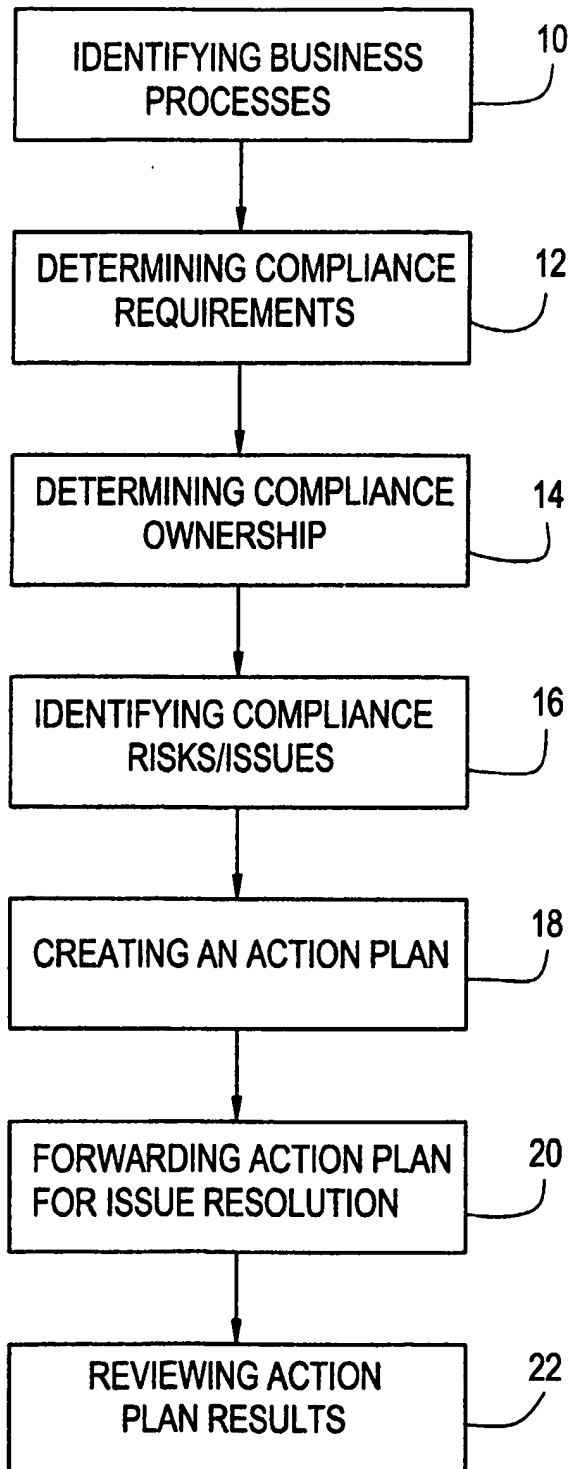 IDENTIFYING BUSINESS
PROCESSES
10
DETERMINING COMPLIANCE
REQUIREMENTS
12
DETERMINING COMPLIANCE
OWNERSHIP
14
IDENTIFYING COMPLIANCE
RISKS/ISSUES
16
CREATING AN ACTION PLAN
18
FORWARDING ACTION PLAN
FOR ISSUE RESOLUTION
20
REVIEWING ACTION
PLAN RESULTS
22